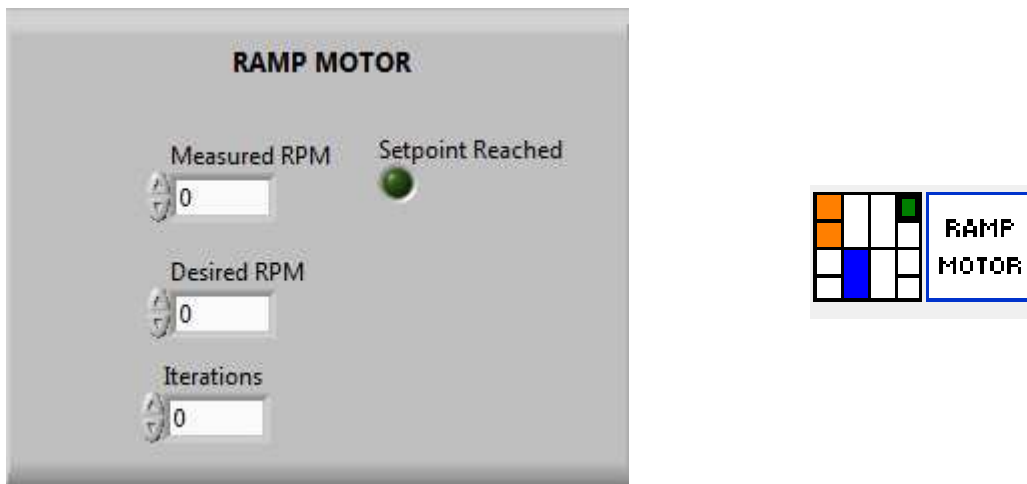 RAMP MOTOR
Measured RPM
Setpoint Reached
0
Desired RPM
0
Iterations
0
RAMP
MOTOR